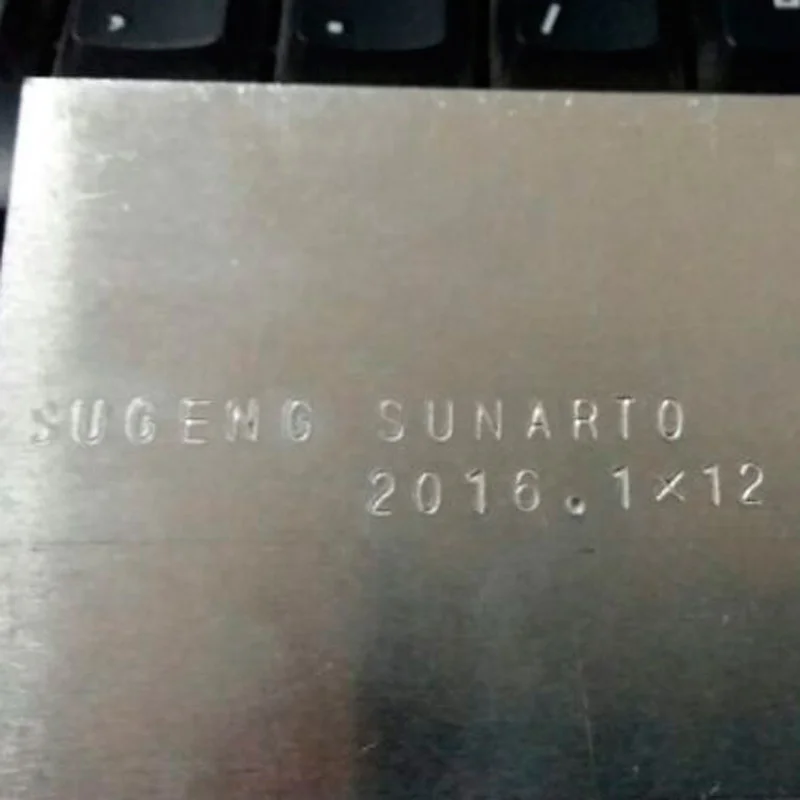 , . /
SUGENG SUNARTO
2016.1×12